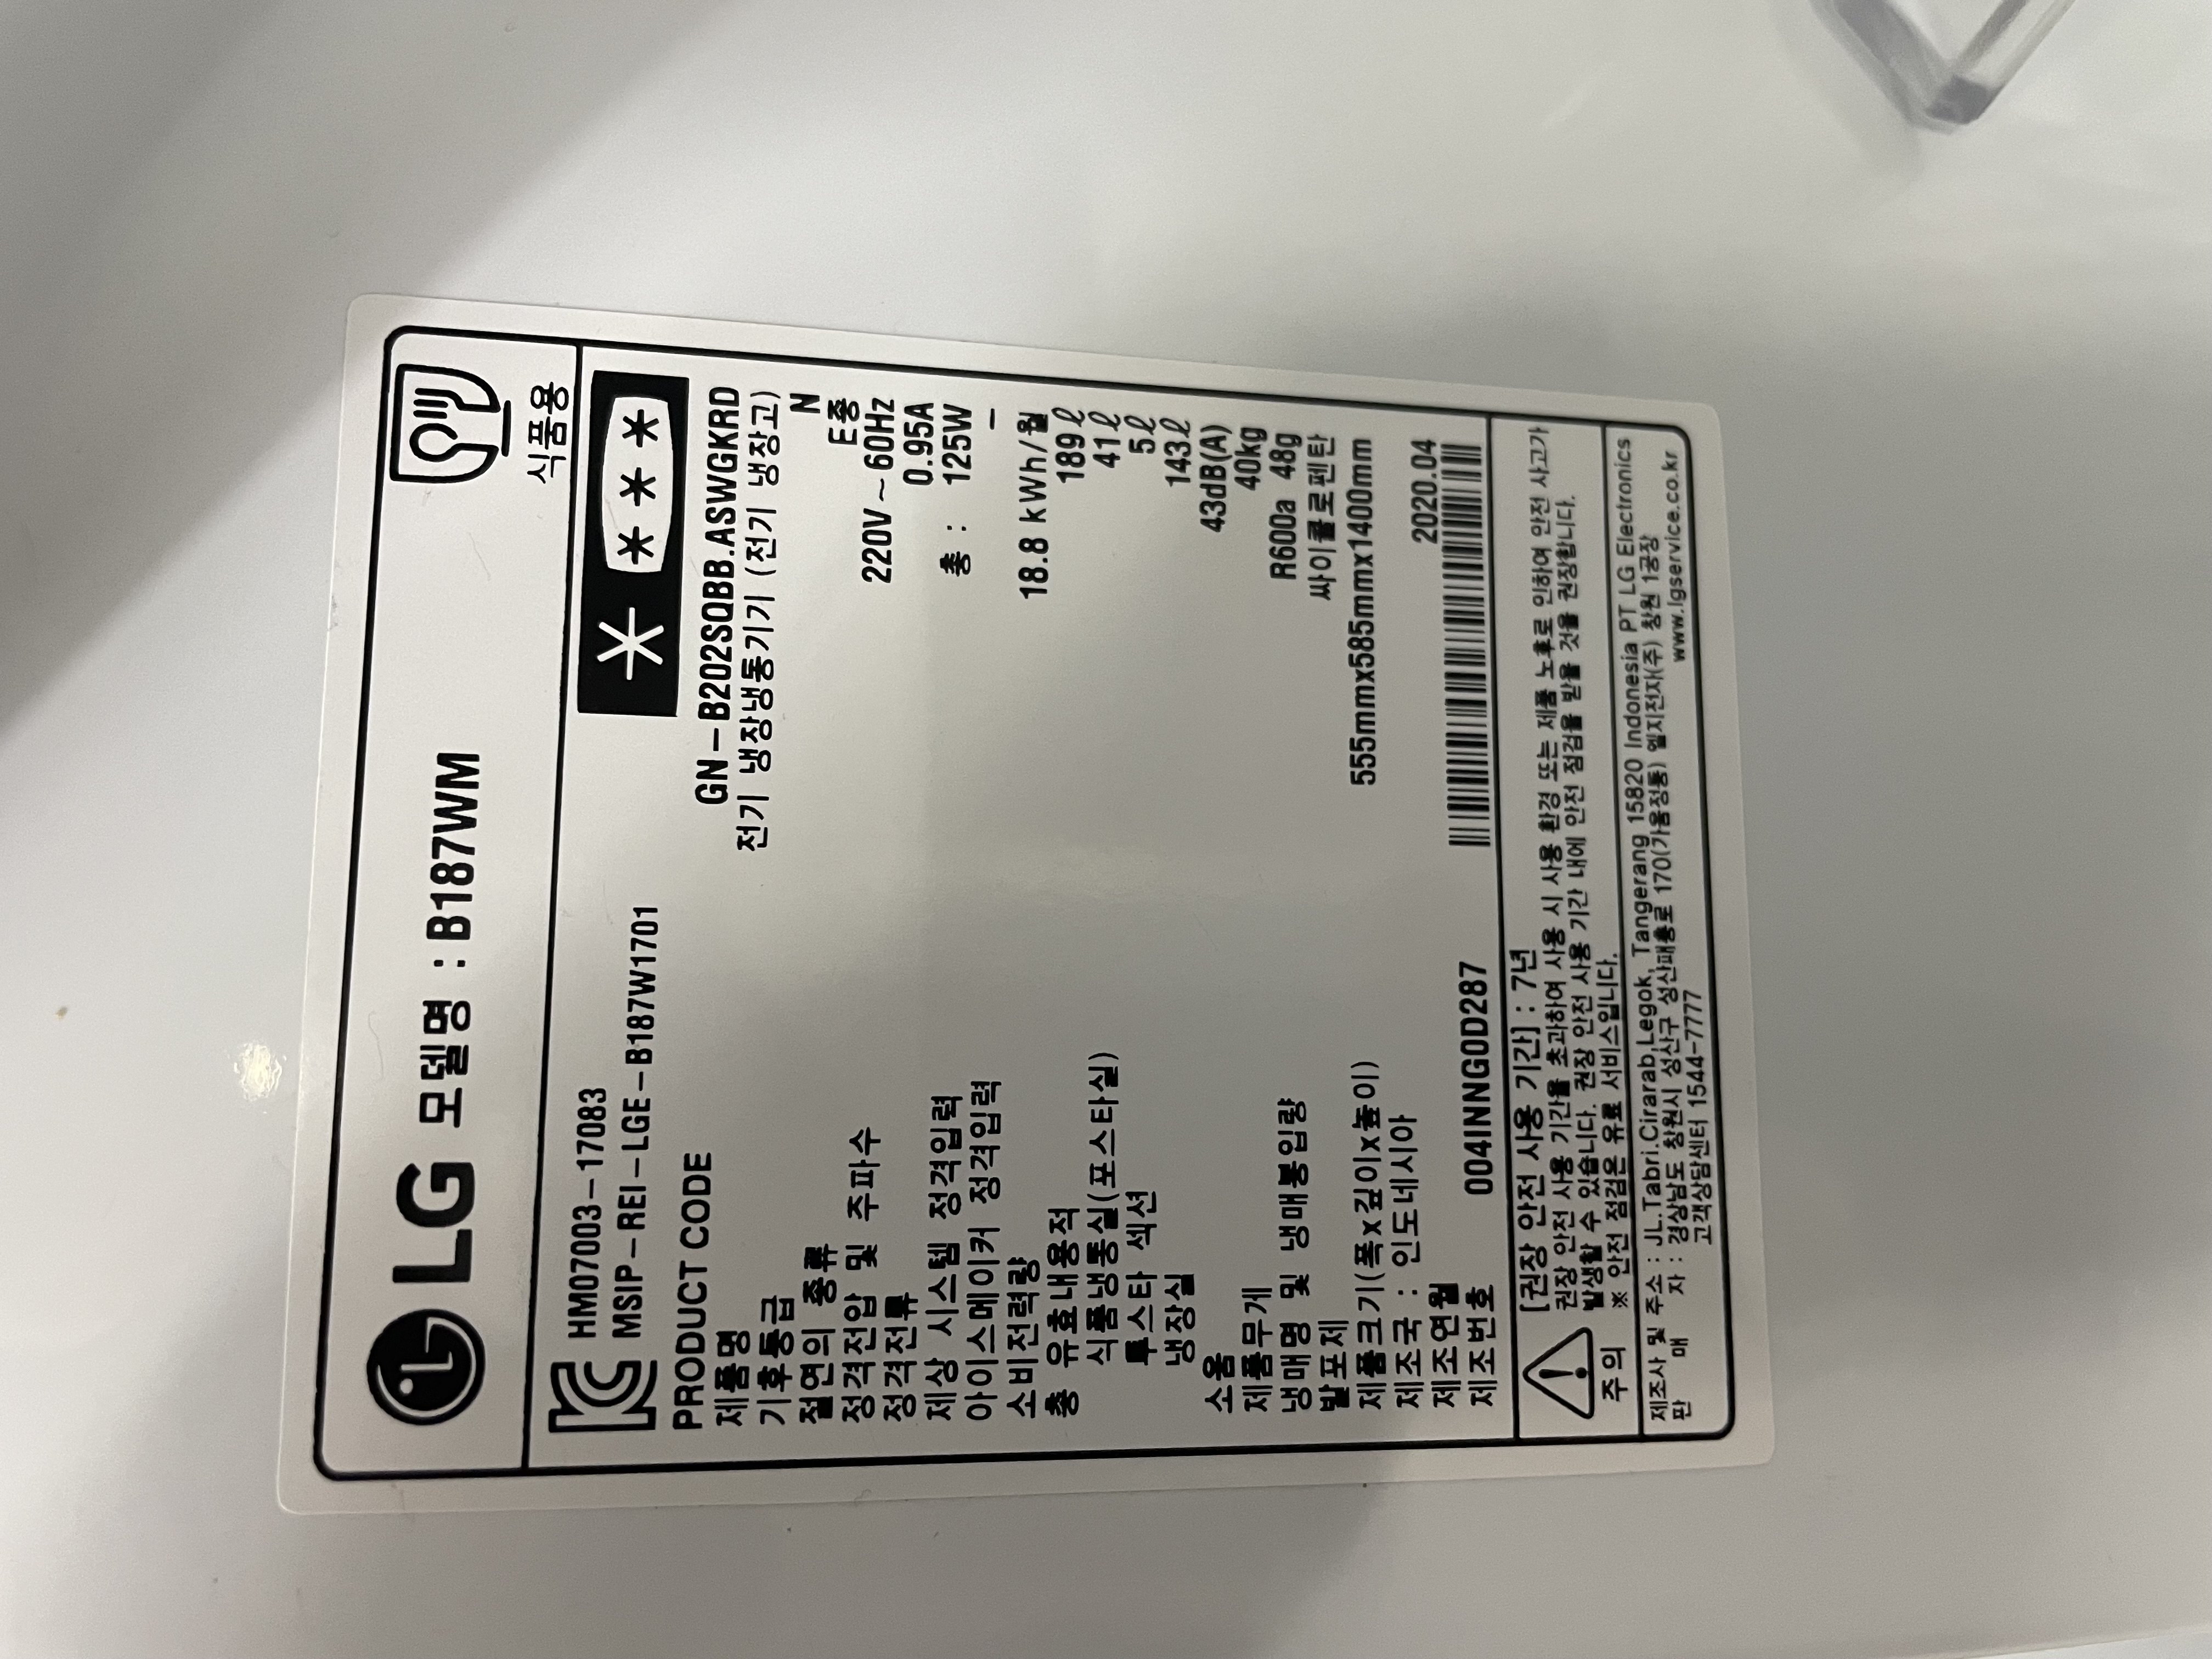 LG 모델명 : B187WM
식품용
HM07003-17083
MSIP-REI-LGE-B187W1701
PRODUCT CODE GN-B202SQBB.ASWGKRD
제품명 전기 냉장냉동기기 (전기 냉장고)
기후등급 N
절연의 종류 E종
정격전압 및 주파수 220V ~ 60Hz
정격전류 0.95A
제상 시스템 정격입력 총 : 125W
아이스메이커 정격입력 –
소비전력량 18.8 kWh/월
총 유효내용적 189ℓ
식품냉동실(포스타실) 41ℓ
투스타 섹션 5ℓ
냉장실 143ℓ
소음 43dB(A)
제품무게 40kg
냉매명 및 냉매봉입량 R600a 48g
발포제 싸이클로펜탄
제품크기(폭x깊이x높이) 555mmx585mmx1400mm
제조국 : 인도네시아
제조연월 2020.04
제조번호 004INNG0D287
주의
[권장 안전 사용 기간] : 7년
권장 안전 사용 기간을 초과하여 사용 시 사용 환경 또는 제품 노후로 인하여 안전 사고가
발생할 수 있습니다. 권장 안전 사용 기간 내에 안전 점검을 받을 것을 권장합니다.
※ 안전 점검은 유료 서비스입니다.
제조사 및 주소 : JL.Tabri.Cirarab,Legok, Tangerang 15820 Indonesia PT LG Electronics
판 매 자 : 경상남도 창원시 성산구 성산패총로 170(가음정동) 엘지전자(주) 창원 1공장
고객상담센터 1544-7777 www.lgservice.co.kr